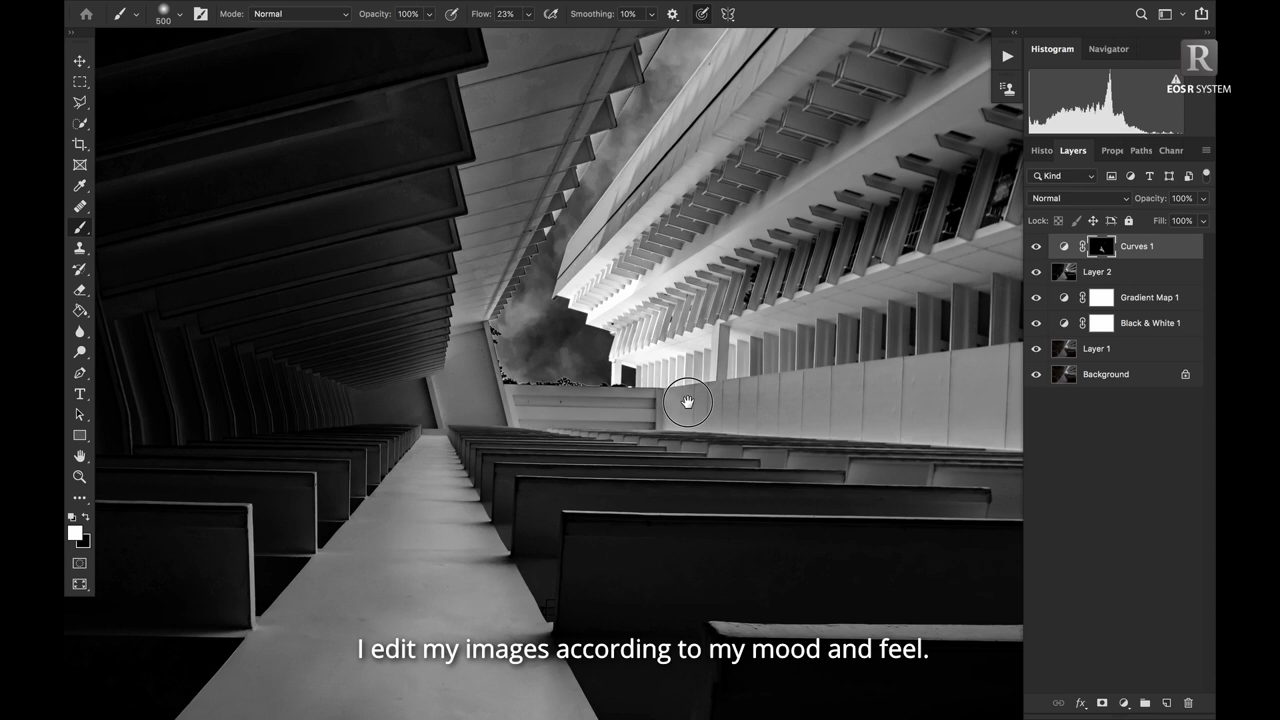 500
Mode: Normal
Opacity: 100%
Flow: 23%
Smoothing: 10%
Histogram
Navigator
R
EOS R SYSTEM
Histo
Layers
Prope
Paths
Chanr
Kind
Normal
Opacity: 100%
Lock:
Fill: 100%
Curves 1
Layer 2
Gradient Map 1
Black & White 1
Layer 1
Background
fx
I edit my images according to my mood and feel.